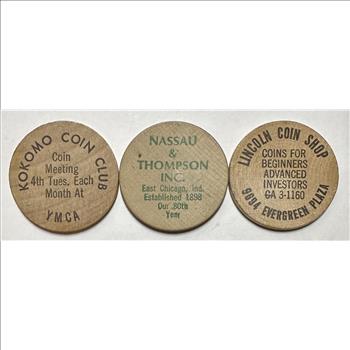 KOKOMO COIN CLUB
Coin
Meeting
4th Tues. Each
Month At
YMCA
NASSAU
&
THOMPSON
INC.
East Chicago, Ind.
Established 1898
Our 80th
Year
LINCOLN COIN SHOP
COINS FOR
BEGINNERS
ADVANCED
INVESTORS
GA 3-1160
9694 EVERGREEN PLAZA